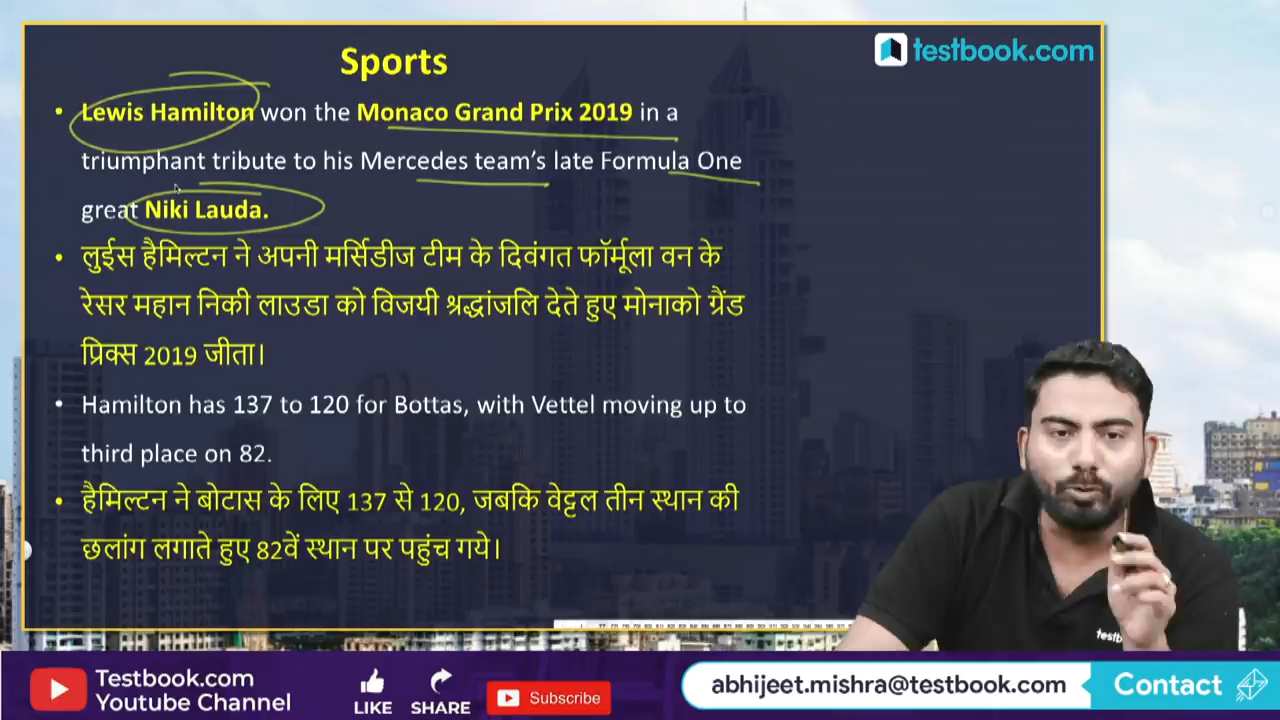 Sports
testbook.com
• Lewis Hamilton won the Monaco Grand Prix 2019 in a
triumphant tribute to his Mercedes team’s late Formula One
great Niki Lauda.
• लुईस हैमिल्टन ने अपनी मर्सिडीज टीम के दिवंगत फॉर्मूला वन के
रेसर महान निकी लाउडा को विजयी श्रद्धांजलि देते हुए मोनाको ग्रैंड
प्रिक्स 2019 जीता।
• Hamilton has 137 to 120 for Bottas, with Vettel moving up to
third place on 82.
• हैमिल्टन ने बोटास के लिए 137 से 120, जबकि वेट्टल तीन स्थान की
छलांग लगाते हुए 82वें स्थान पर पहुंच गये।
Testbook.com
Youtube Channel
LIKE
SHARE
Subscribe
abhijeet.mishra@testbook.com
Contact